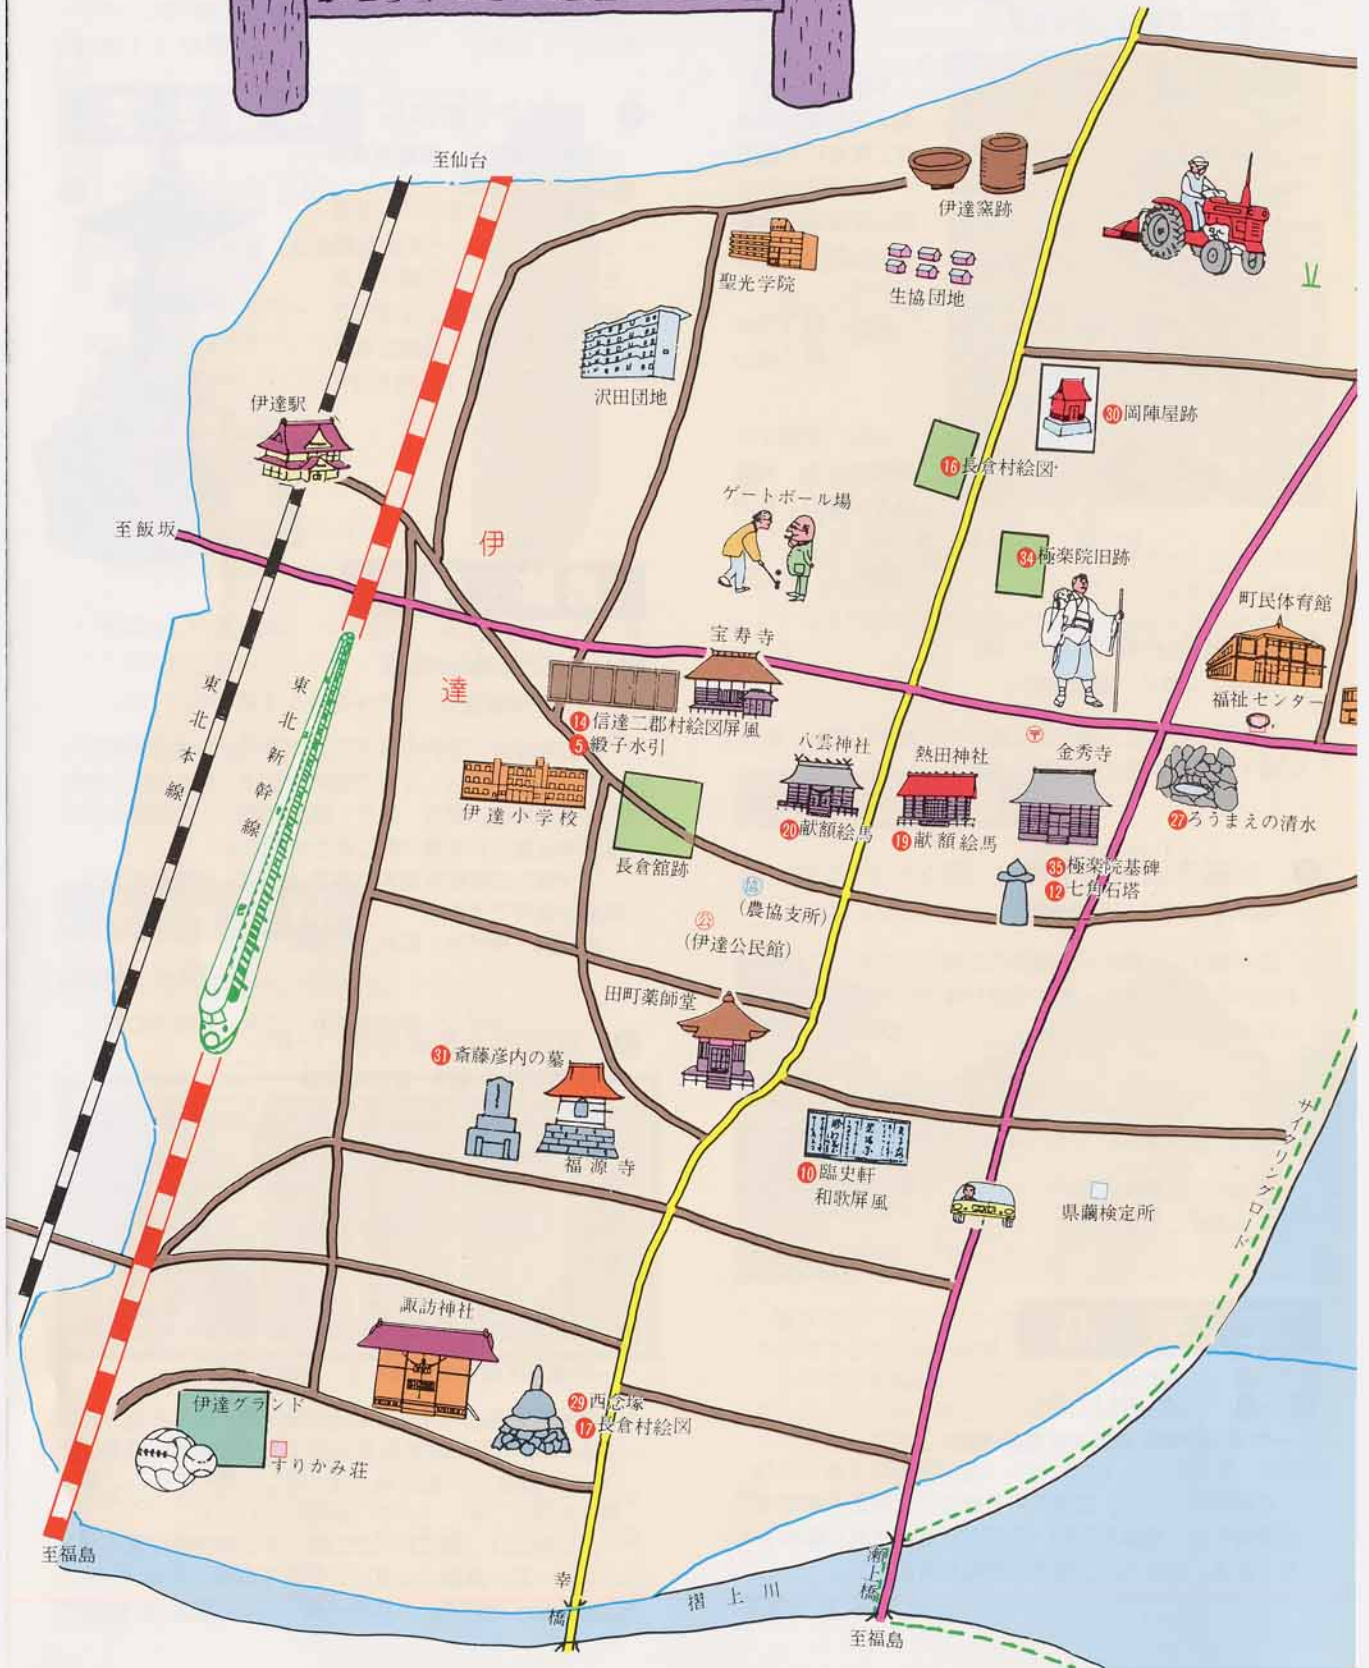 至仙台
伊達窯跡
聖光学院
生協団地
沢田団地
伊達駅
30 岡陣屋跡
16 長倉村絵図
ゲートボール場
至飯坂
伊達
34 極楽院旧跡
町民体育館
宝寿寺
福祉センター
東北本線
東北新幹線
14 信達二郡村絵図屏風
5 緞子水引
八雲神社
熱田神社
〒
金秀寺
伊達小学校
20 献額絵馬
19 献額絵馬
27 ろうまえの清水
長倉舘跡
35 極楽院基碑
12 七角石塔
協
(農協支所)
公
(伊達公民館)
田町薬師堂
31 斎藤彦内の墓
福源寺
10 臨史軒
和歌屏風
県繭検定所
サイクリングロード
諏訪神社
伊達グランド
29 西念塚
17 長倉村絵図
すりかみ荘
至福島
幸橋
摺上川
瀬上橋
至福島